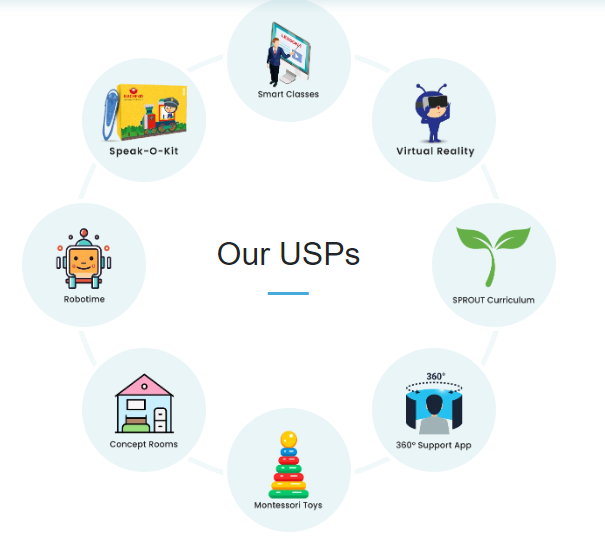 Smart Classes
Speak-O-Kit
Virtual Reality
Our USPs
Robotime
SPROUT Curriculum
360°
Concept Rooms
360° Support App
Montessori Toys